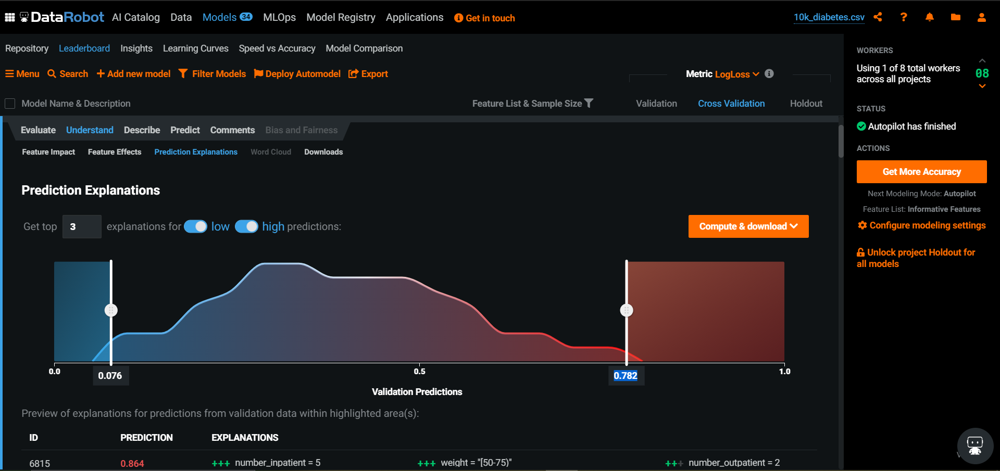 DataRobot AI Catalog Data Models 34 MLOps Model Registry Applications Get in touch 10k_diabetes.csv
Repository Leaderboard Insights Learning Curves Speed vs Accuracy Model Comparison
Menu Search Add new model Filter Models Deploy Automodel Export Metric LogLoss
Model Name & Description Feature List & Sample Size Validation Cross Validation Holdout
Evaluate Understand Describe Predict Comments Bias and Fairness
Feature Impact Feature Effects Prediction Explanations Word Cloud Downloads
Prediction Explanations
Get top 3 explanations for low high predictions: Compute & download
0.0 0.5 1.0
0.076 0.782
Validation Predictions
Preview of explanations for predictions from validation data within highlighted area(s):
ID PREDICTION EXPLANATIONS
6815 0.864 +++ number_inpatient = 5 +++ weight = "[50-75)" +++ number_outpatient = 2
WORKERS
Using 1 of 8 total workers
across all projects
08
STATUS
Autopilot has finished
ACTIONS
Get More Accuracy
Next Modeling Mode: Autopilot
Feature List: Informative Features
Configure modeling settings
Unlock project Holdout for
all models